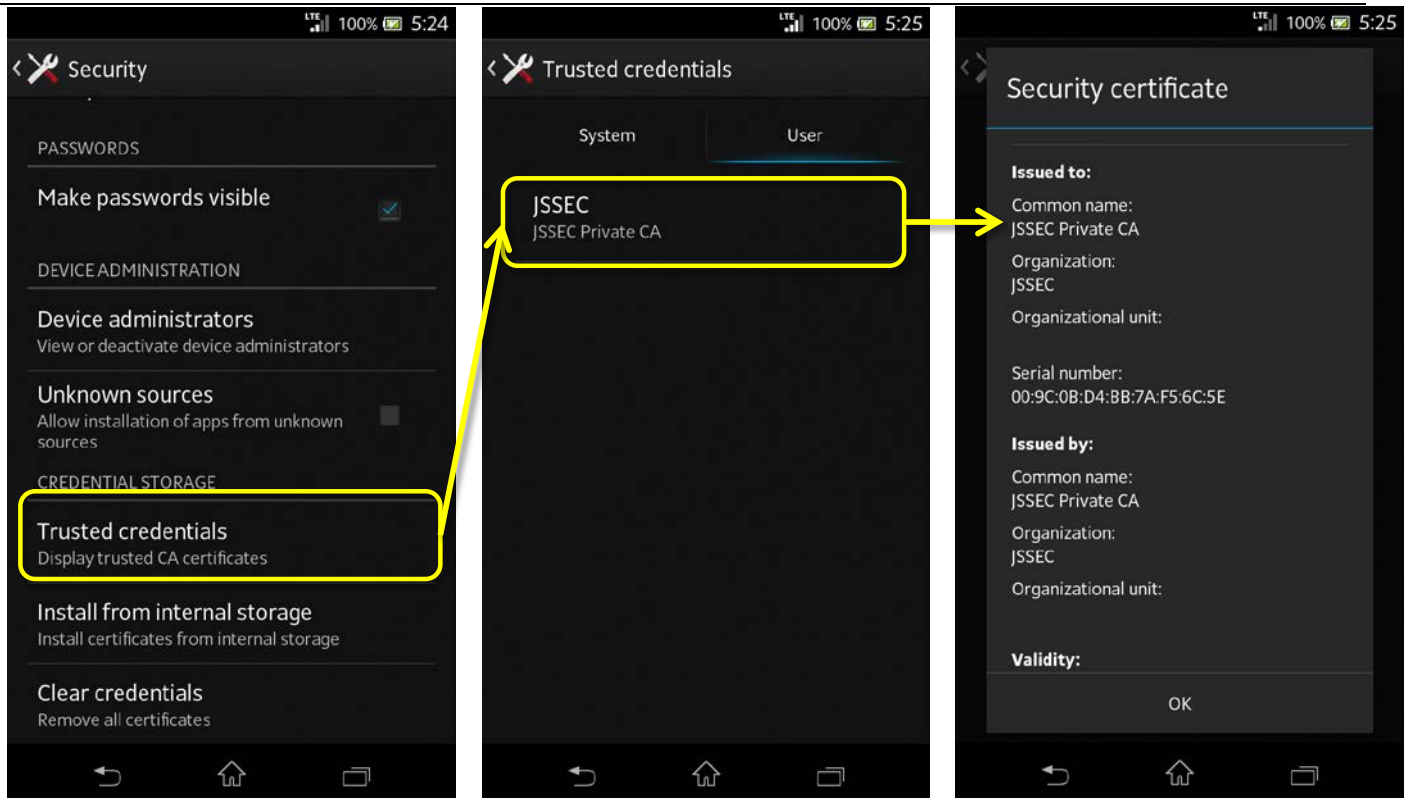 LTE 100% 5:24
Security
PASSWORDS
Make passwords visible
DEVICE ADMINISTRATION
Device administrators
View or deactivate device administrators
Unknown sources
Allow installation of apps from unknown
sources
CREDENTIAL STORAGE
Trusted credentials
Display trusted CA certificates
Install from internal storage
Install certificates from internal storage
Clear credentials
Remove all certificates
LTE 100% 5:25
Trusted credentials
System User
JSSEC
JSSEC Private CA
LTE 100% 5:25
Security certificate
Issued to:
Common name:
JSSEC Private CA
Organization:
JSSEC
Organizational unit:
Serial number:
00:9C:0B:D4:BB:7A:F5:6C:5E
Issued by:
Common name:
JSSEC Private CA
Organization:
JSSEC
Organizational unit:
Validity:
OK